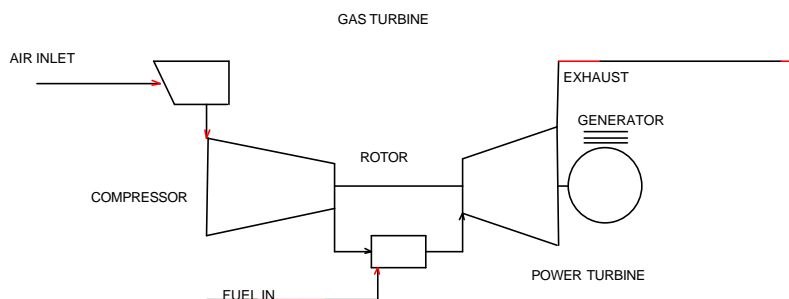 GAS TURBINE
AIR INLET
EXHAUST
GENERATOR
ROTOR
COMPRESSOR
POWER TURBINE
FUEL IN